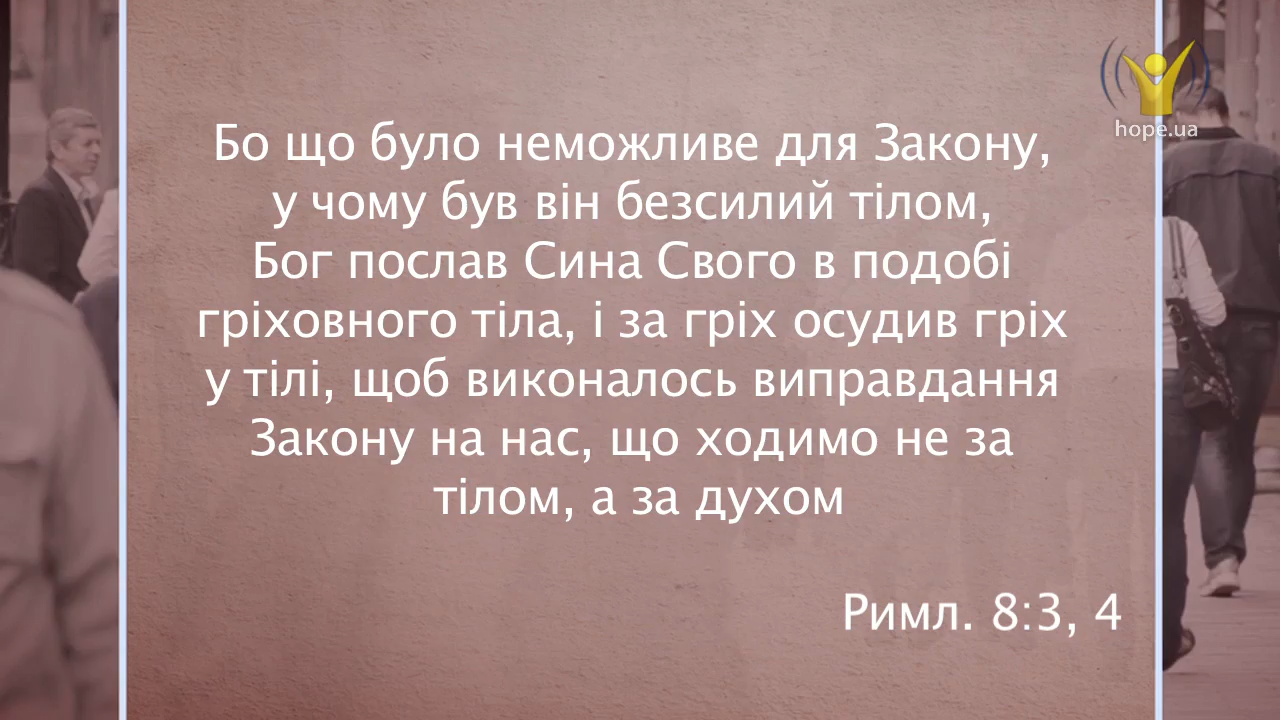 hope.ua
Бо що було неможливе для Закону,
у чому був він безсилий тілом,
Бог послав Сина Свого в подобі
гріховного тіла, і за гріх осудив гріх
у тілі, щоб виконалось виправдання
Закону на нас, що ходимо не за
тілом, а за духом
Римл. 8:3, 4